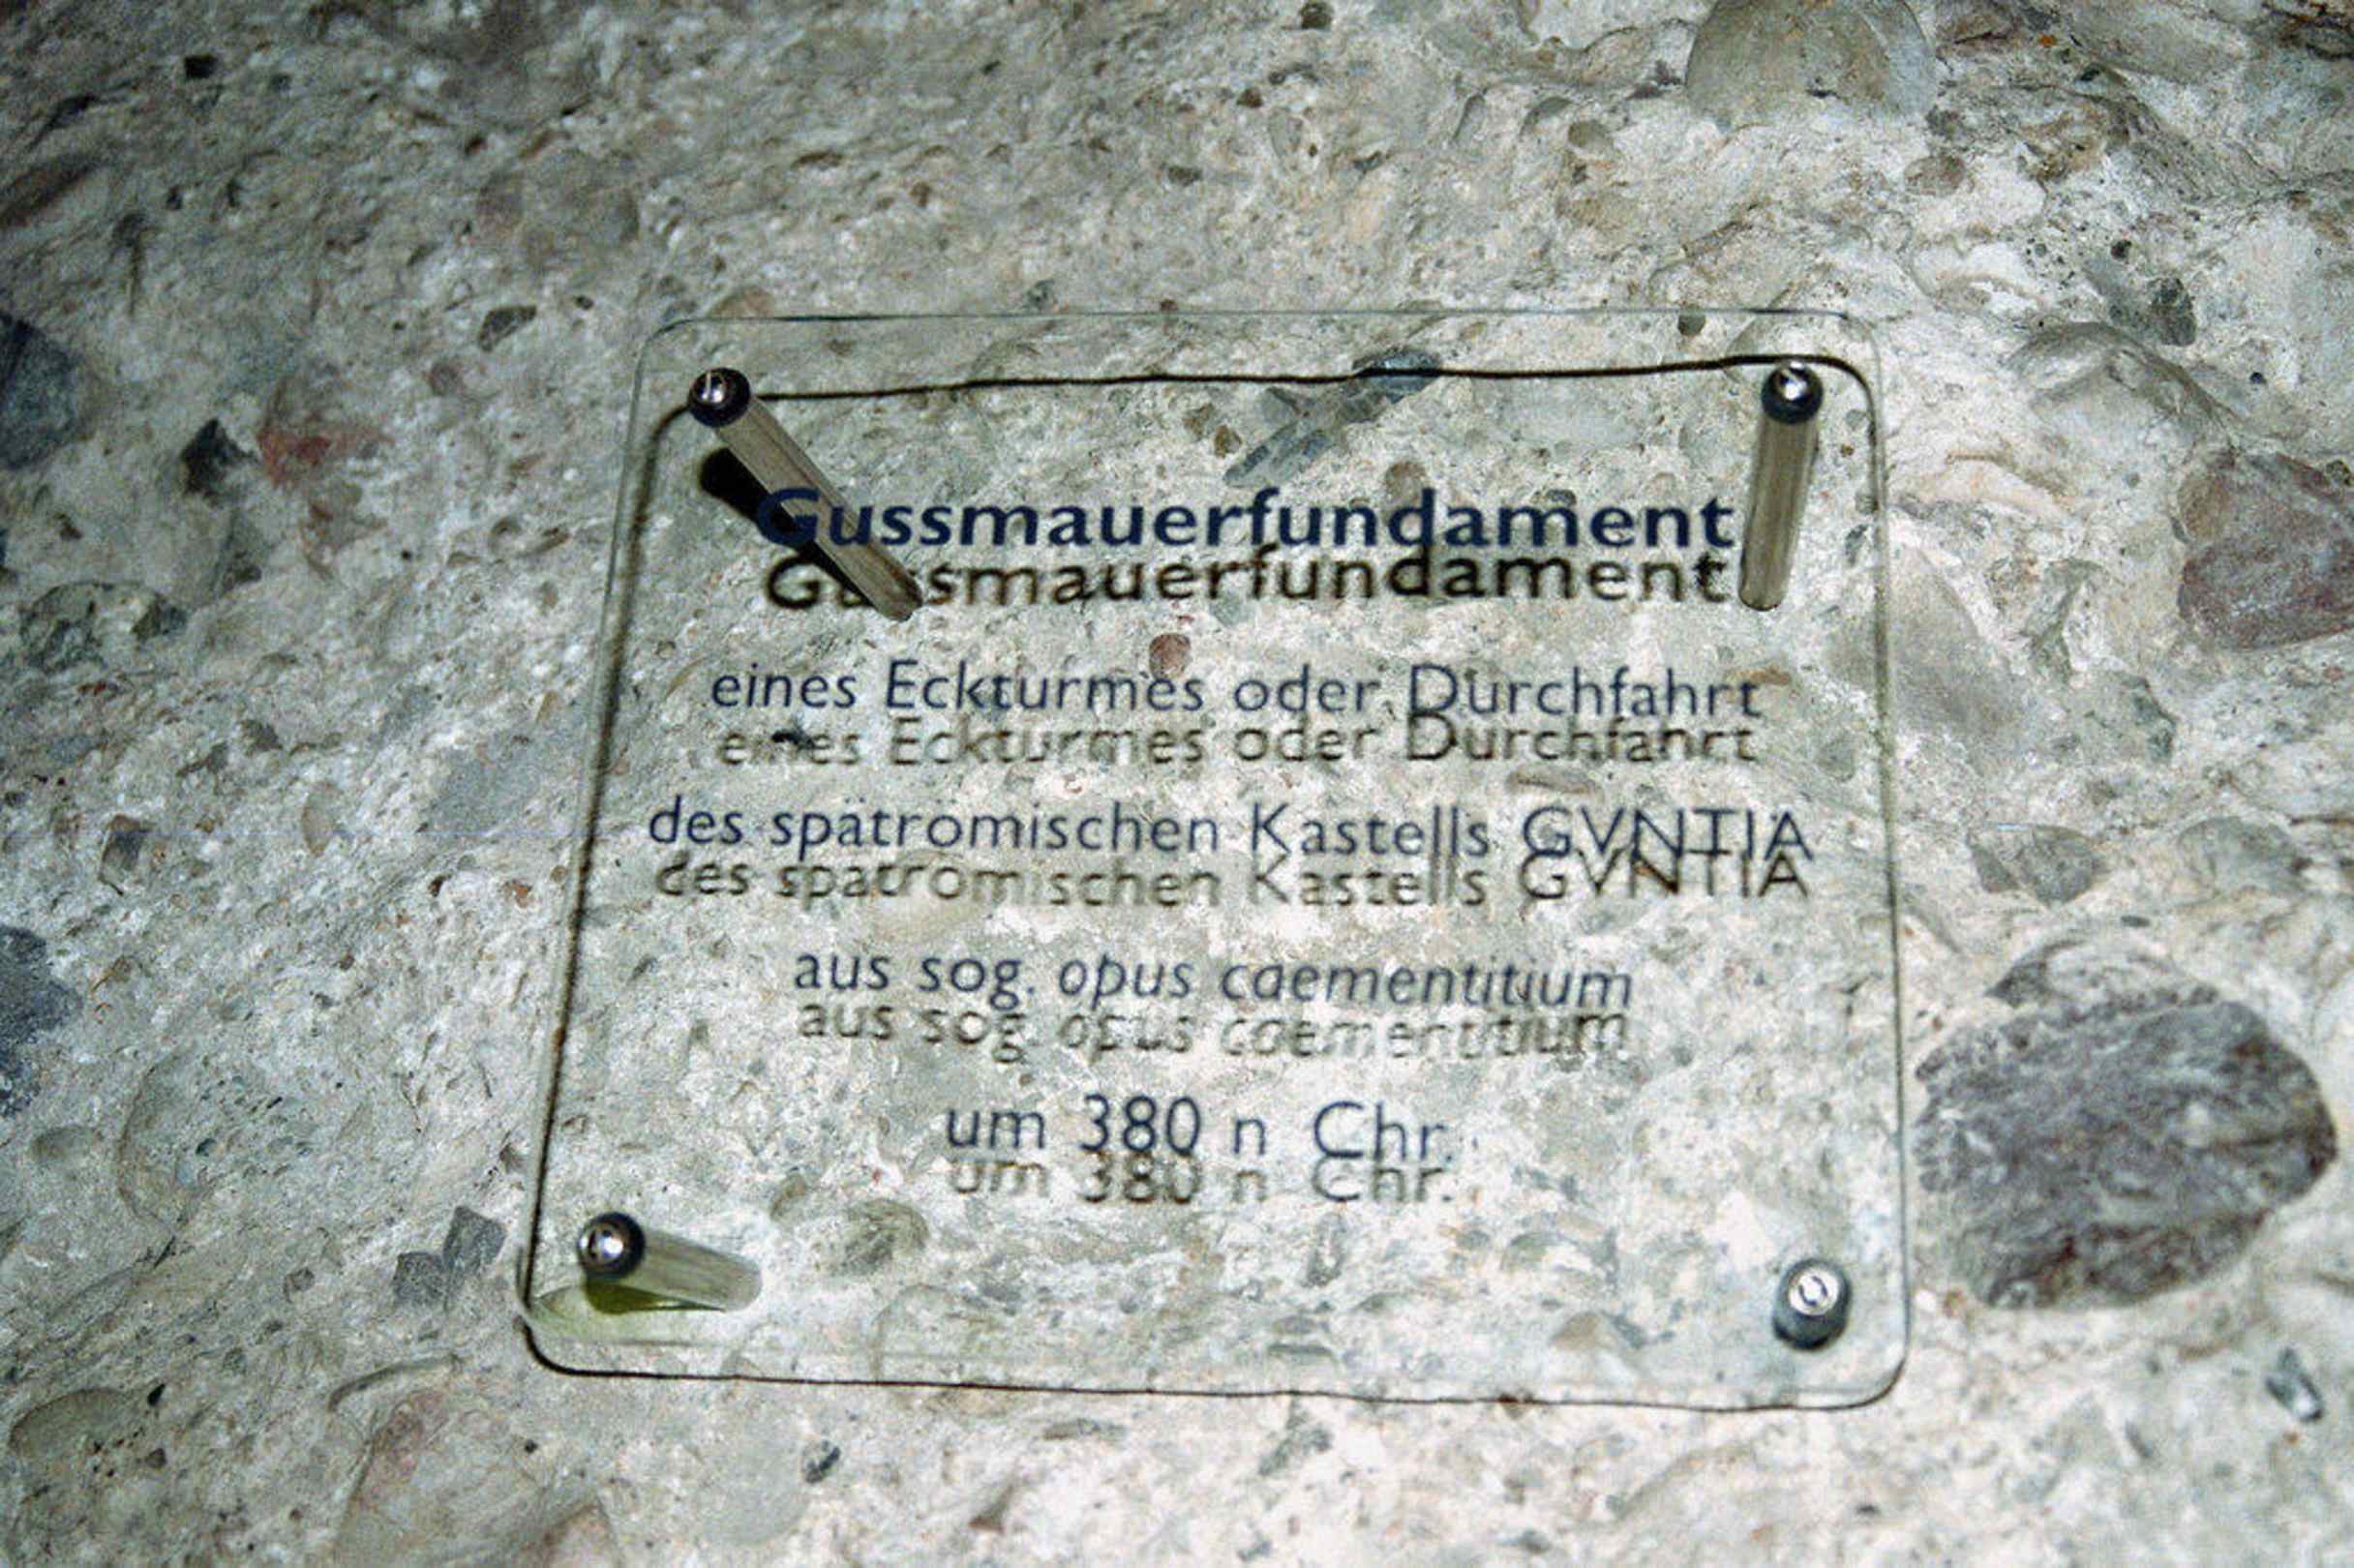 Gussmauerfundament
eines Eckturmes oder Durchfahrt
des spätrömischen Kastells GVNTIA
aus sog. opus caementitium
um 380 n Chr.